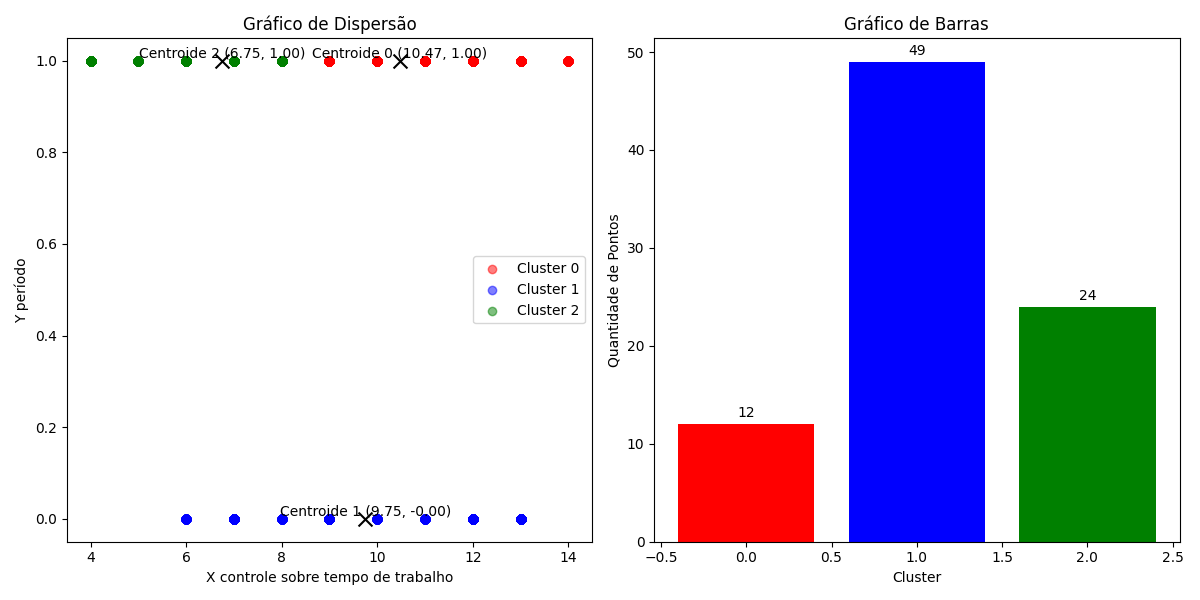 Gráfico de Dispersão
Centroide 2 (6.75, 1.00)
Centroide 0 (10.47, 1.00)
Centroide 1 (9.75, -0.00)
1.0
0.8
0.6
0.4
0.2
0.0
Y período
Cluster 0
Cluster 1
Cluster 2
4
6
8
10
12
14
X controle sobre tempo de trabalho
Gráfico de Barras
50
40
30
20
10
0
Quantidade de Pontos
12
49
24
−0.5
0.0
0.5
1.0
1.5
2.0
2.5
Cluster